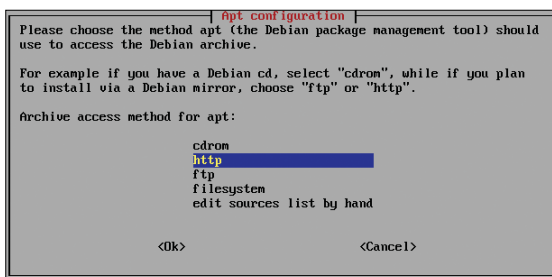 Apt configuration
Please choose the method apt (the Debian package management tool) should
use to access the Debian archive.
For example if you have a Debian cd, select "cdrom", while if you plan
to install via a Debian mirror, choose "ftp" or "http".
Archive access method for apt:
cdrom
http
ftp
filesystem
edit sources list by hand
<Ok> <Cancel>